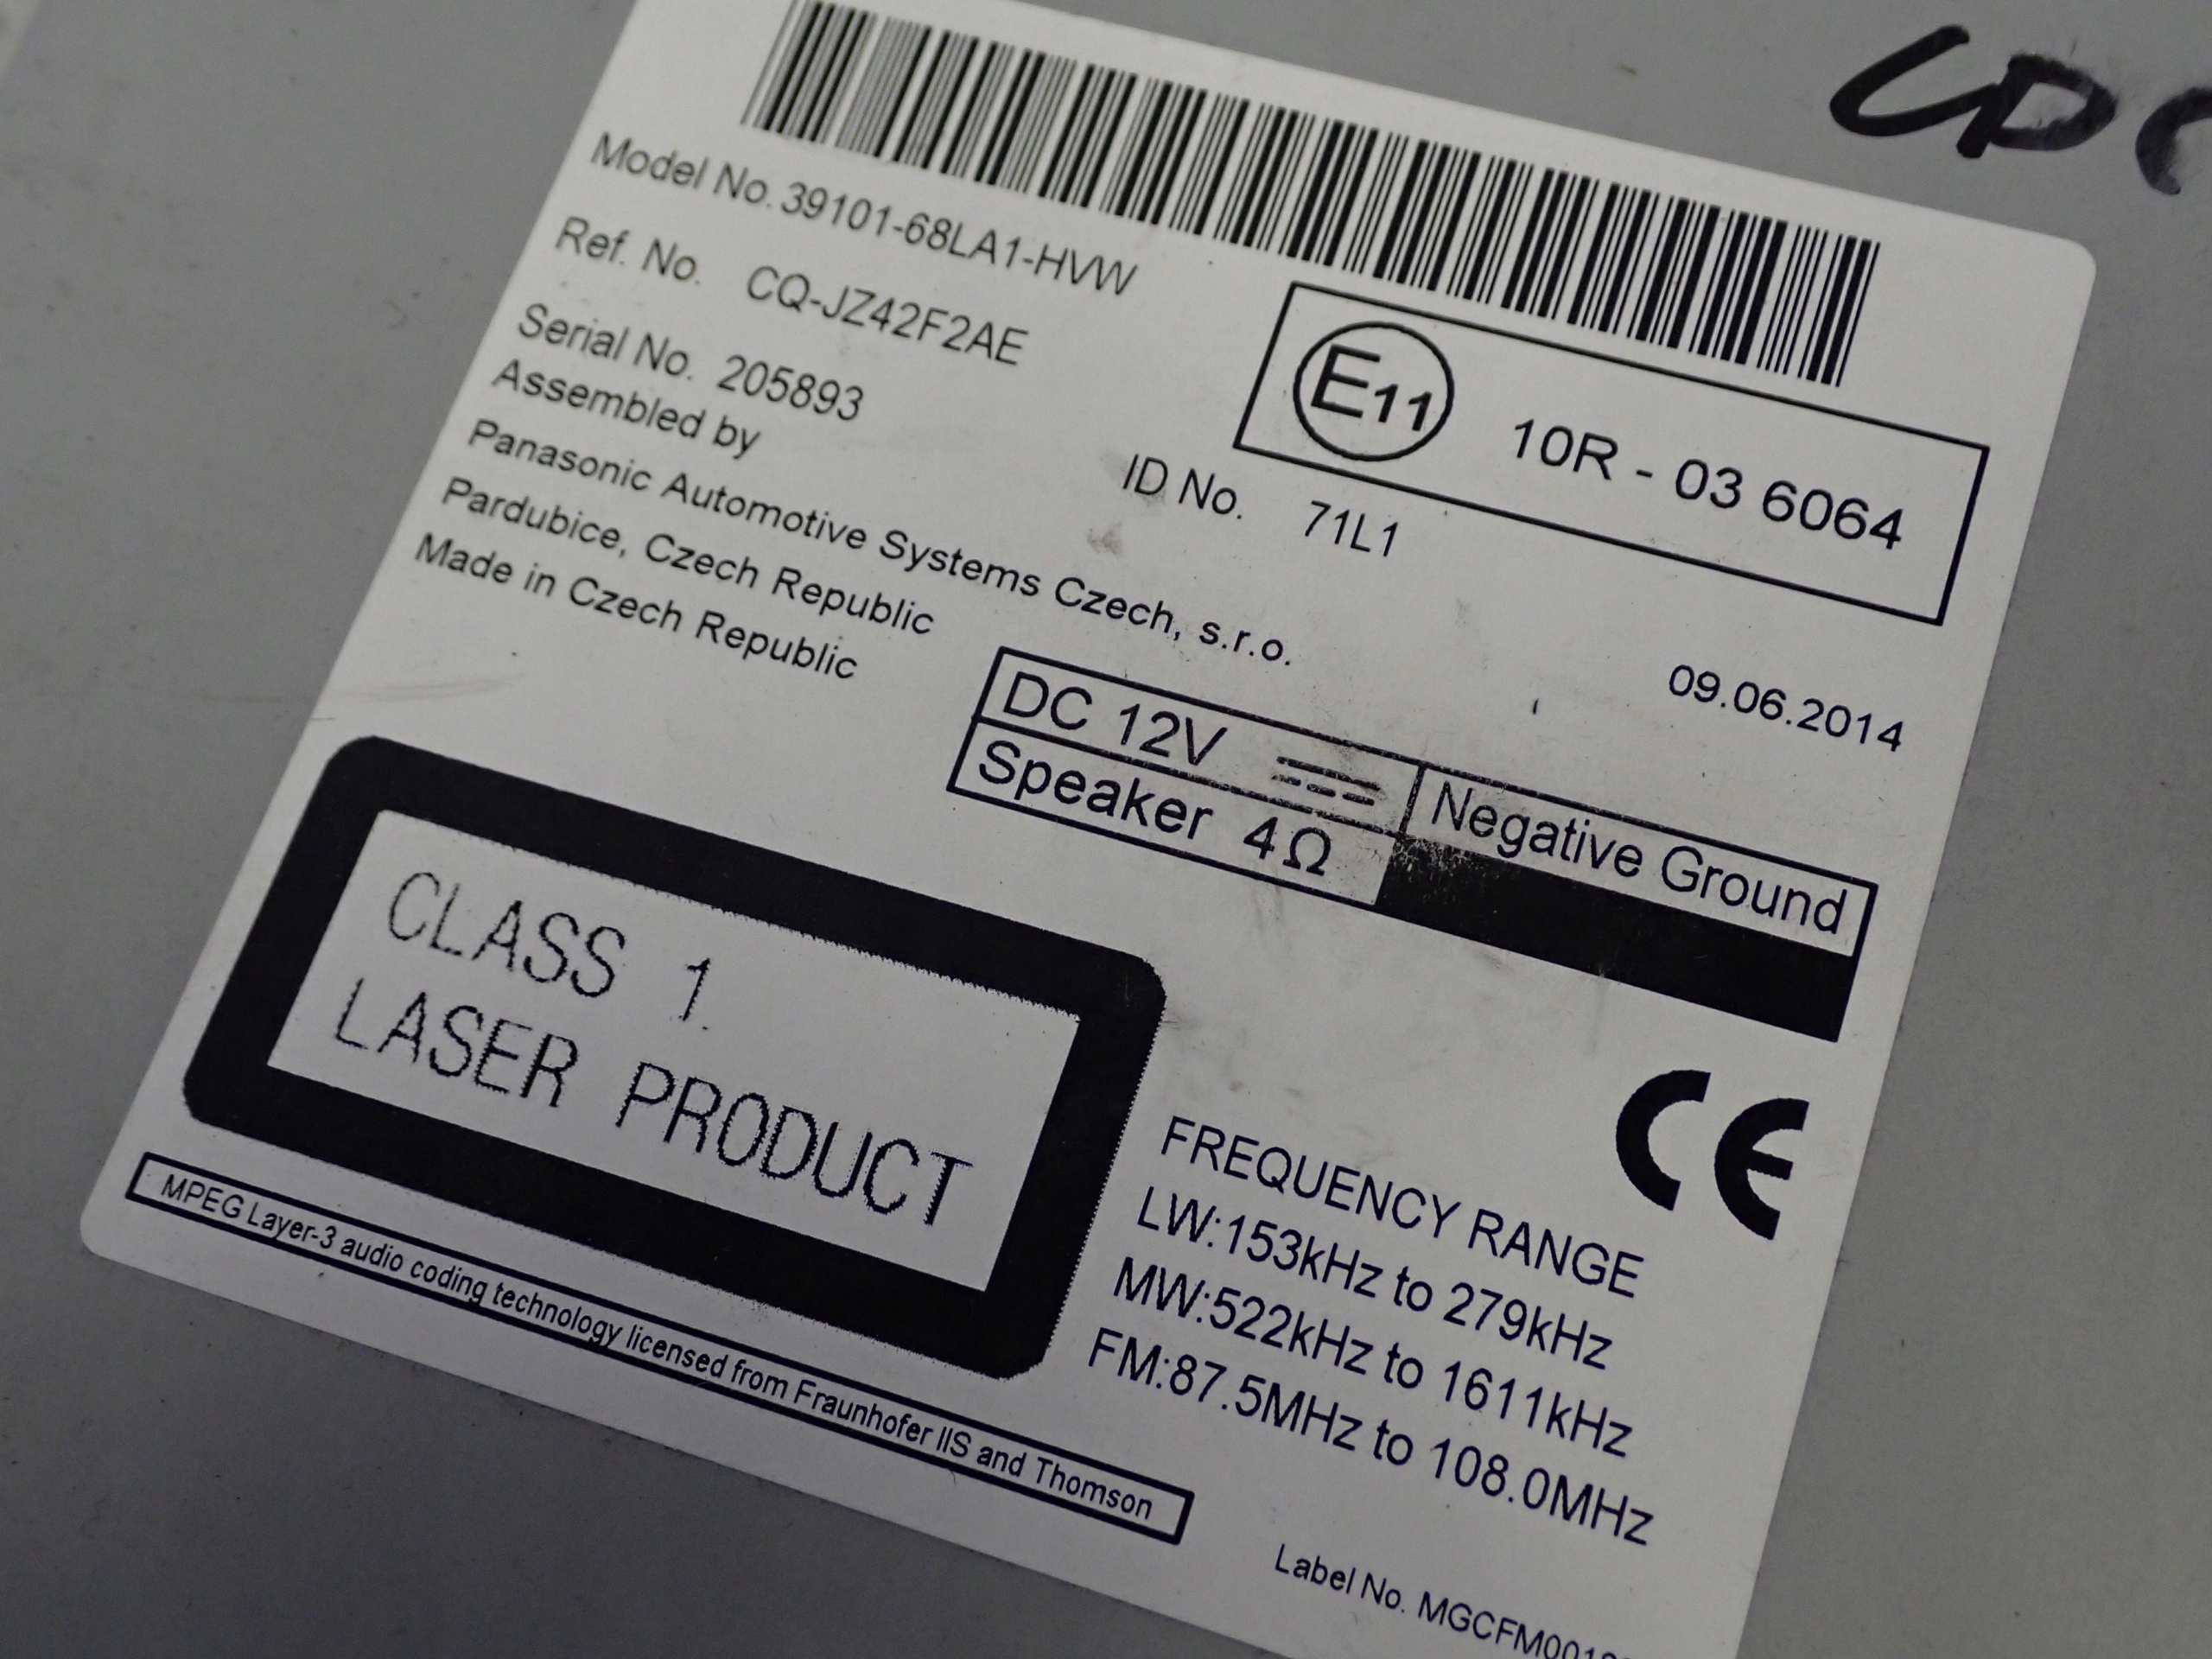 Model No. 39101-68LA1-HVW
Ref. No. CQ-JZ42F2AE
Serial No. 205893
Assembled by
Panasonic Automotive Systems Czech, s.r.o.
Pardubice, Czech Republic
Made in Czech Republic
E11 10R - 03 6064
ID No. 71L1
09.06.2014
DC 12V Negative Ground
Speaker 4Ω
CLASS 1
LASER PRODUCT
CE
FREQUENCY RANGE
LW:153kHz to 279kHz
MW:522kHz to 1611kHz
FM:87.5MHz to 108.0MHz
MPEG Layer-3 audio coding technology licensed from Fraunhofer IIS and Thomson
Label No.